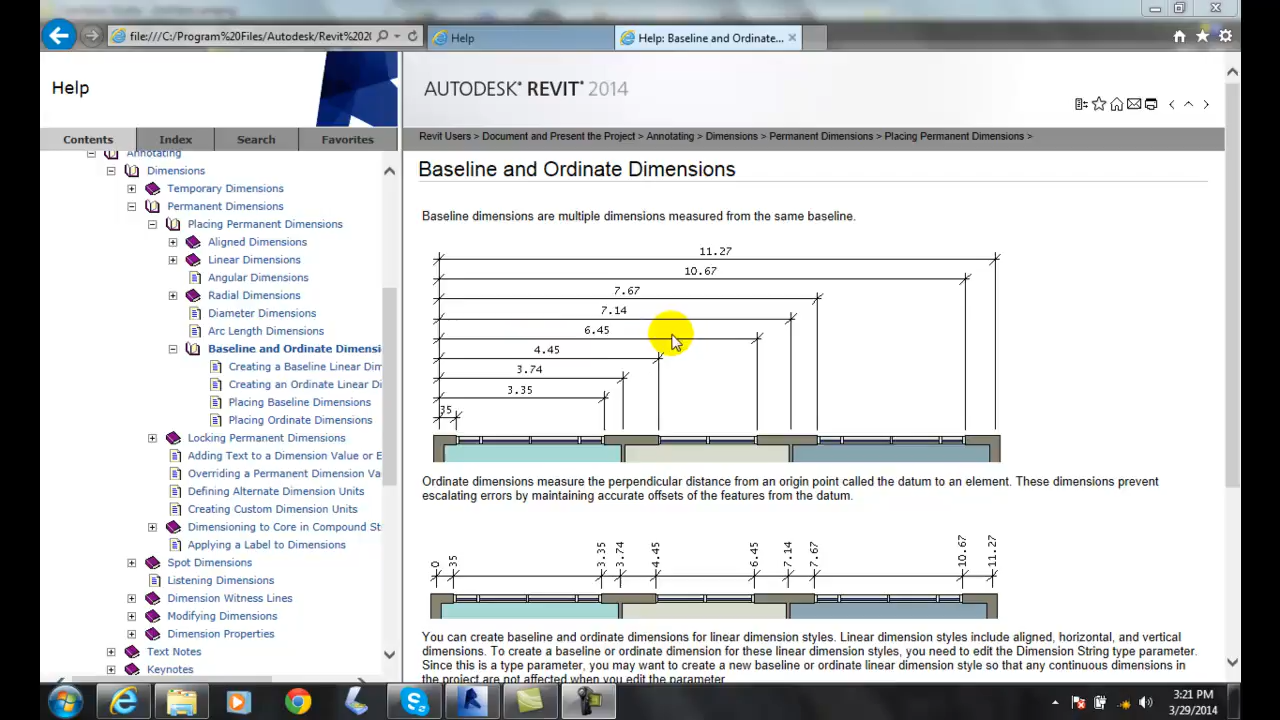 file:///C:/Program%20Files/Autodesk/Revit%20
Help
Help: Baseline and Ordinate...
Help
AUTODESK® REVIT® 2014
Contents
Index
Search
Favorites
Revit Users > Document and Present the Project > Annotating > Dimensions > Permanent Dimensions > Placing Permanent Dimensions >
Annotating
Dimensions
Temporary Dimensions
Permanent Dimensions
Placing Permanent Dimensions
Aligned Dimensions
Linear Dimensions
Angular Dimensions
Radial Dimensions
Diameter Dimensions
Arc Length Dimensions
Baseline and Ordinate Dimensi
Creating a Baseline Linear Dim
Creating an Ordinate Linear D
Placing Baseline Dimensions
Placing Ordinate Dimensions
Locking Permanent Dimensions
Adding Text to a Dimension Value or E
Overriding a Permanent Dimension Va
Defining Alternate Dimension Units
Creating Custom Dimension Units
Dimensioning to Core in Compound St
Applying a Label to Dimensions
Spot Dimensions
Listening Dimensions
Dimension Witness Lines
Modifying Dimensions
Dimension Properties
Text Notes
Keynotes
Baseline and Ordinate Dimensions
Baseline dimensions are multiple dimensions measured from the same baseline.
11.27
10.67
7.67
7.14
6.45
4.45
3.74
3.35
35
Ordinate dimensions measure the perpendicular distance from an origin point called the datum to an element. These dimensions prevent
escalating errors by maintaining accurate offsets of the features from the datum.
0 35 3.35 3.74 4.45 6.45 7.14 7.67 10.67 11.27
You can create baseline and ordinate dimensions for linear dimension styles. Linear dimension styles include aligned, horizontal, and vertical
dimensions. To create a baseline or ordinate dimension for these linear dimension styles, you need to edit the Dimension String type parameter.
Since this is a type parameter, you may want to create a new baseline or ordinate linear dimension style so that any continuous dimensions in
the project are not affected when you edit the parameter
3:21 PM
3/29/2014